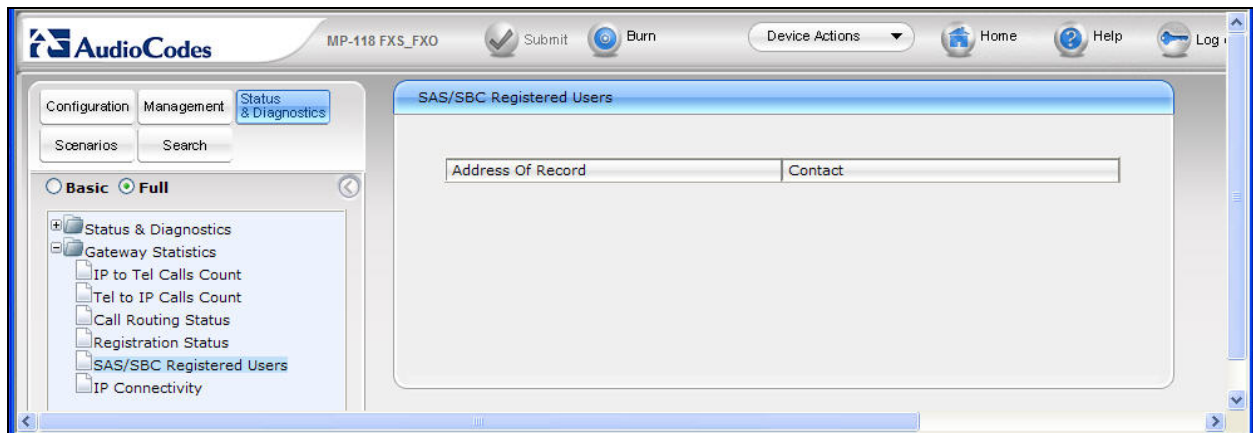 AudioCodes
MP-118 FXS_FXO
Submit
Burn
Device Actions
Home
Help
Log
Configuration
Management
Status
& Diagnostics
Scenarios
Search
Basic
Full
Status & Diagnostics
Gateway Statistics
IP to Tel Calls Count
Tel to IP Calls Count
Call Routing Status
Registration Status
SAS/SBC Registered Users
IP Connectivity
SAS/SBC Registered Users
Address Of Record
Contact